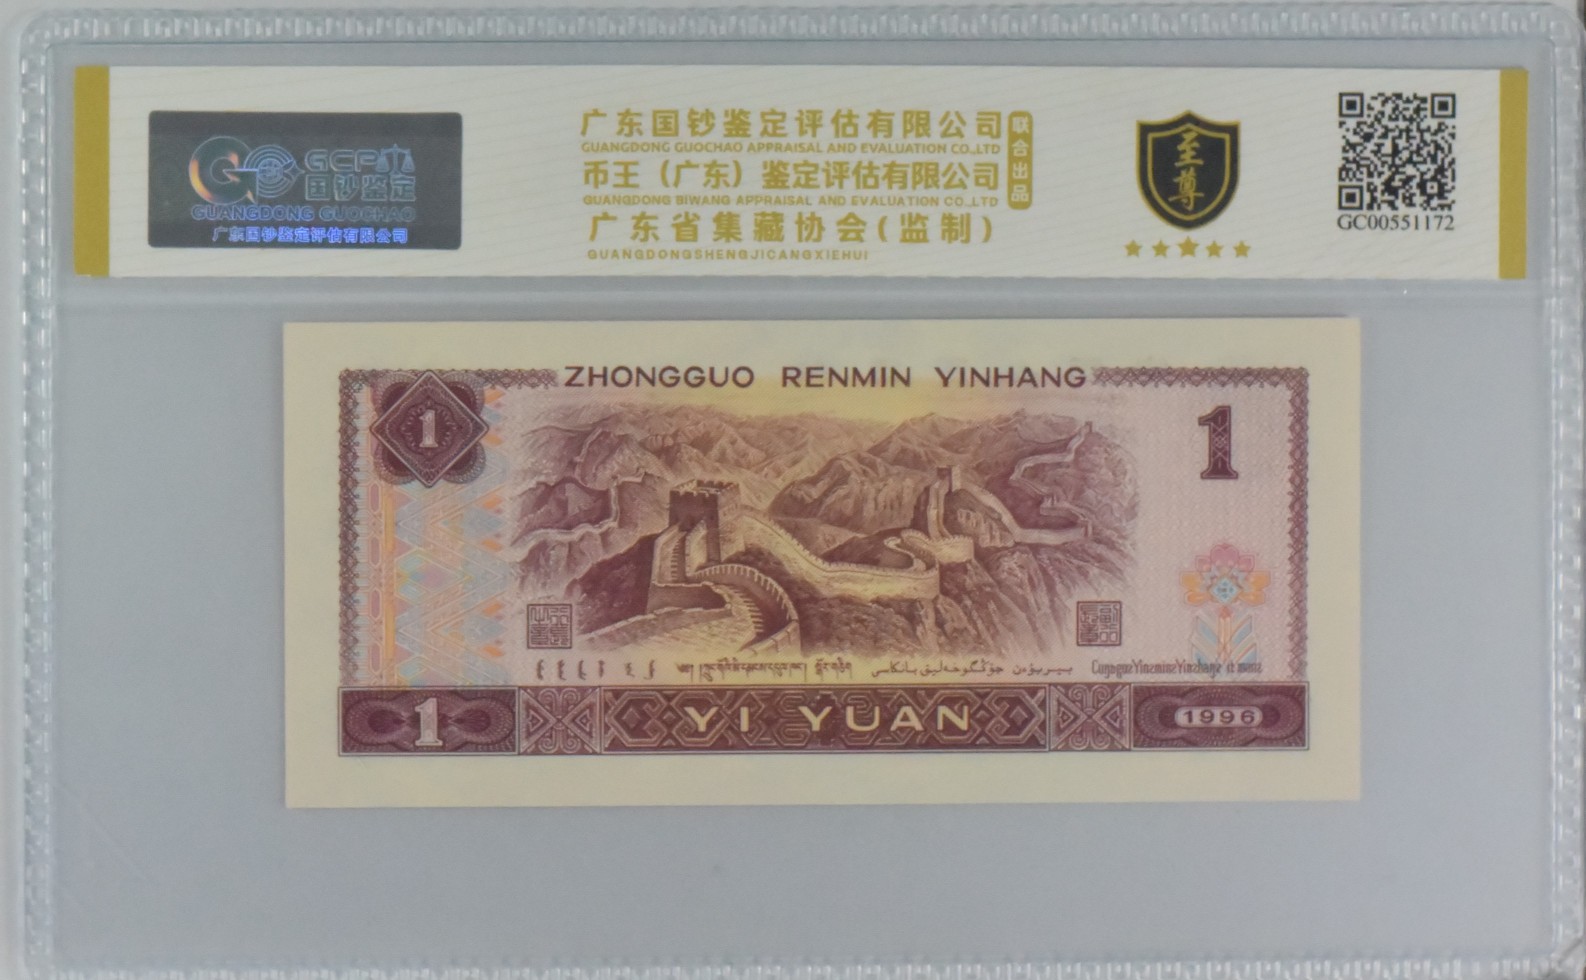 GCP
国钞鉴定
GUANGDONG GUOCHAO
广东国钞鉴定评估有限公司
广东国钞鉴定评估有限公司
GUANGDONG GUOCHAO APPRAISAL AND EVALUATION CO.,LTD
币王（广东）鉴定评估有限公司
GUANGDONG BIWANG APPRAISAL AND EVALUATION CO.,LTD
联合出品
广东省集藏协会(监制)
GUANGDONGSHENGJICANGXIEHUI
至尊
GC00551172
ZHONGGUO RENMIN YINHANG
1
1
1
YI YUAN
1996